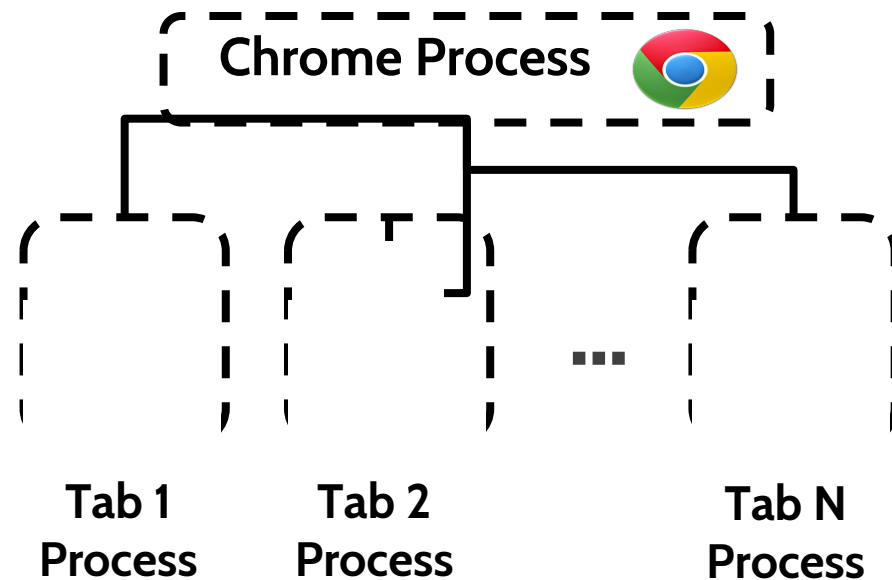 Chrome Process
...
Tab 1
Process
Tab 2
Process
Tab N
Process